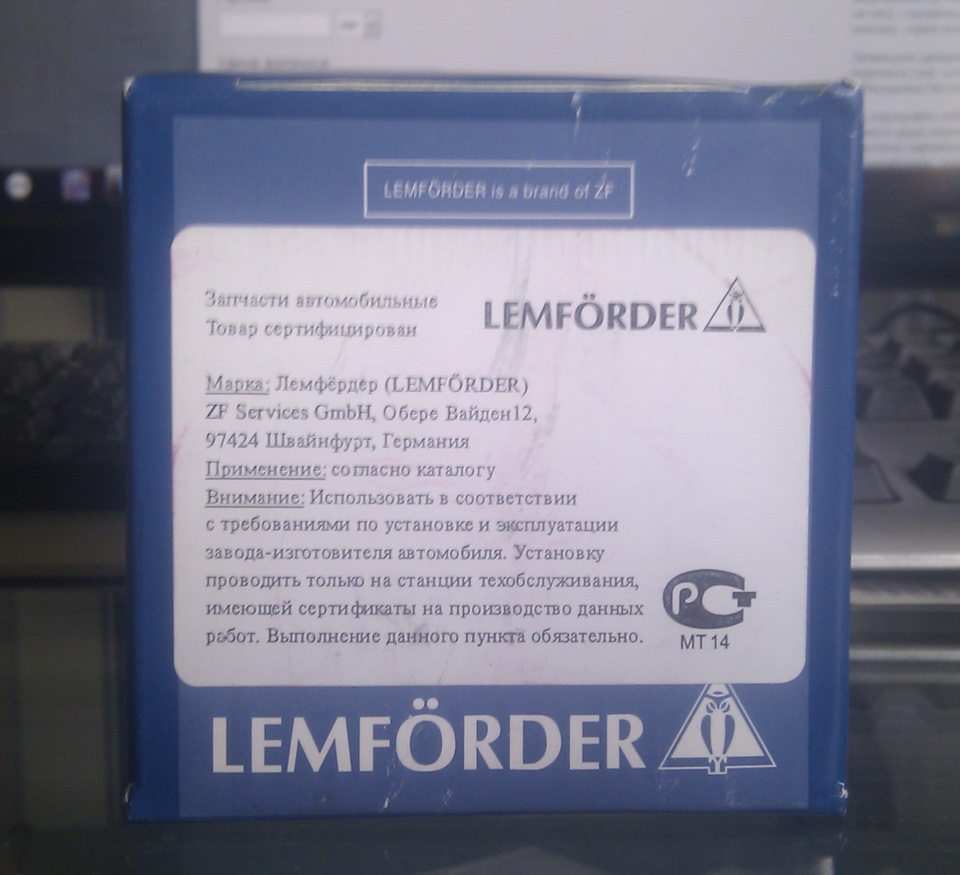 LEMFÖRDER is a brand of ZF
Запчасти автомобильные
Товар сертифицирован
LEMFÖRDER
Марка: Лемфёрдер (LEMFÖRDER)
ZF Services GmbH, Обере Вайден12,
97424 Швайнфурт, Германия
Применение: согласно каталогу
Внимание: Использовать в соответствии
с требованиями по установке и эксплуатации
завода-изготовителя автомобиля. Установку
проводить только на станции техобслуживания,
имеющей сертификаты на производство данных
работ. Выполнение данного пункта обязательно.
РСТ
МТ 14
LEMFÖRDER